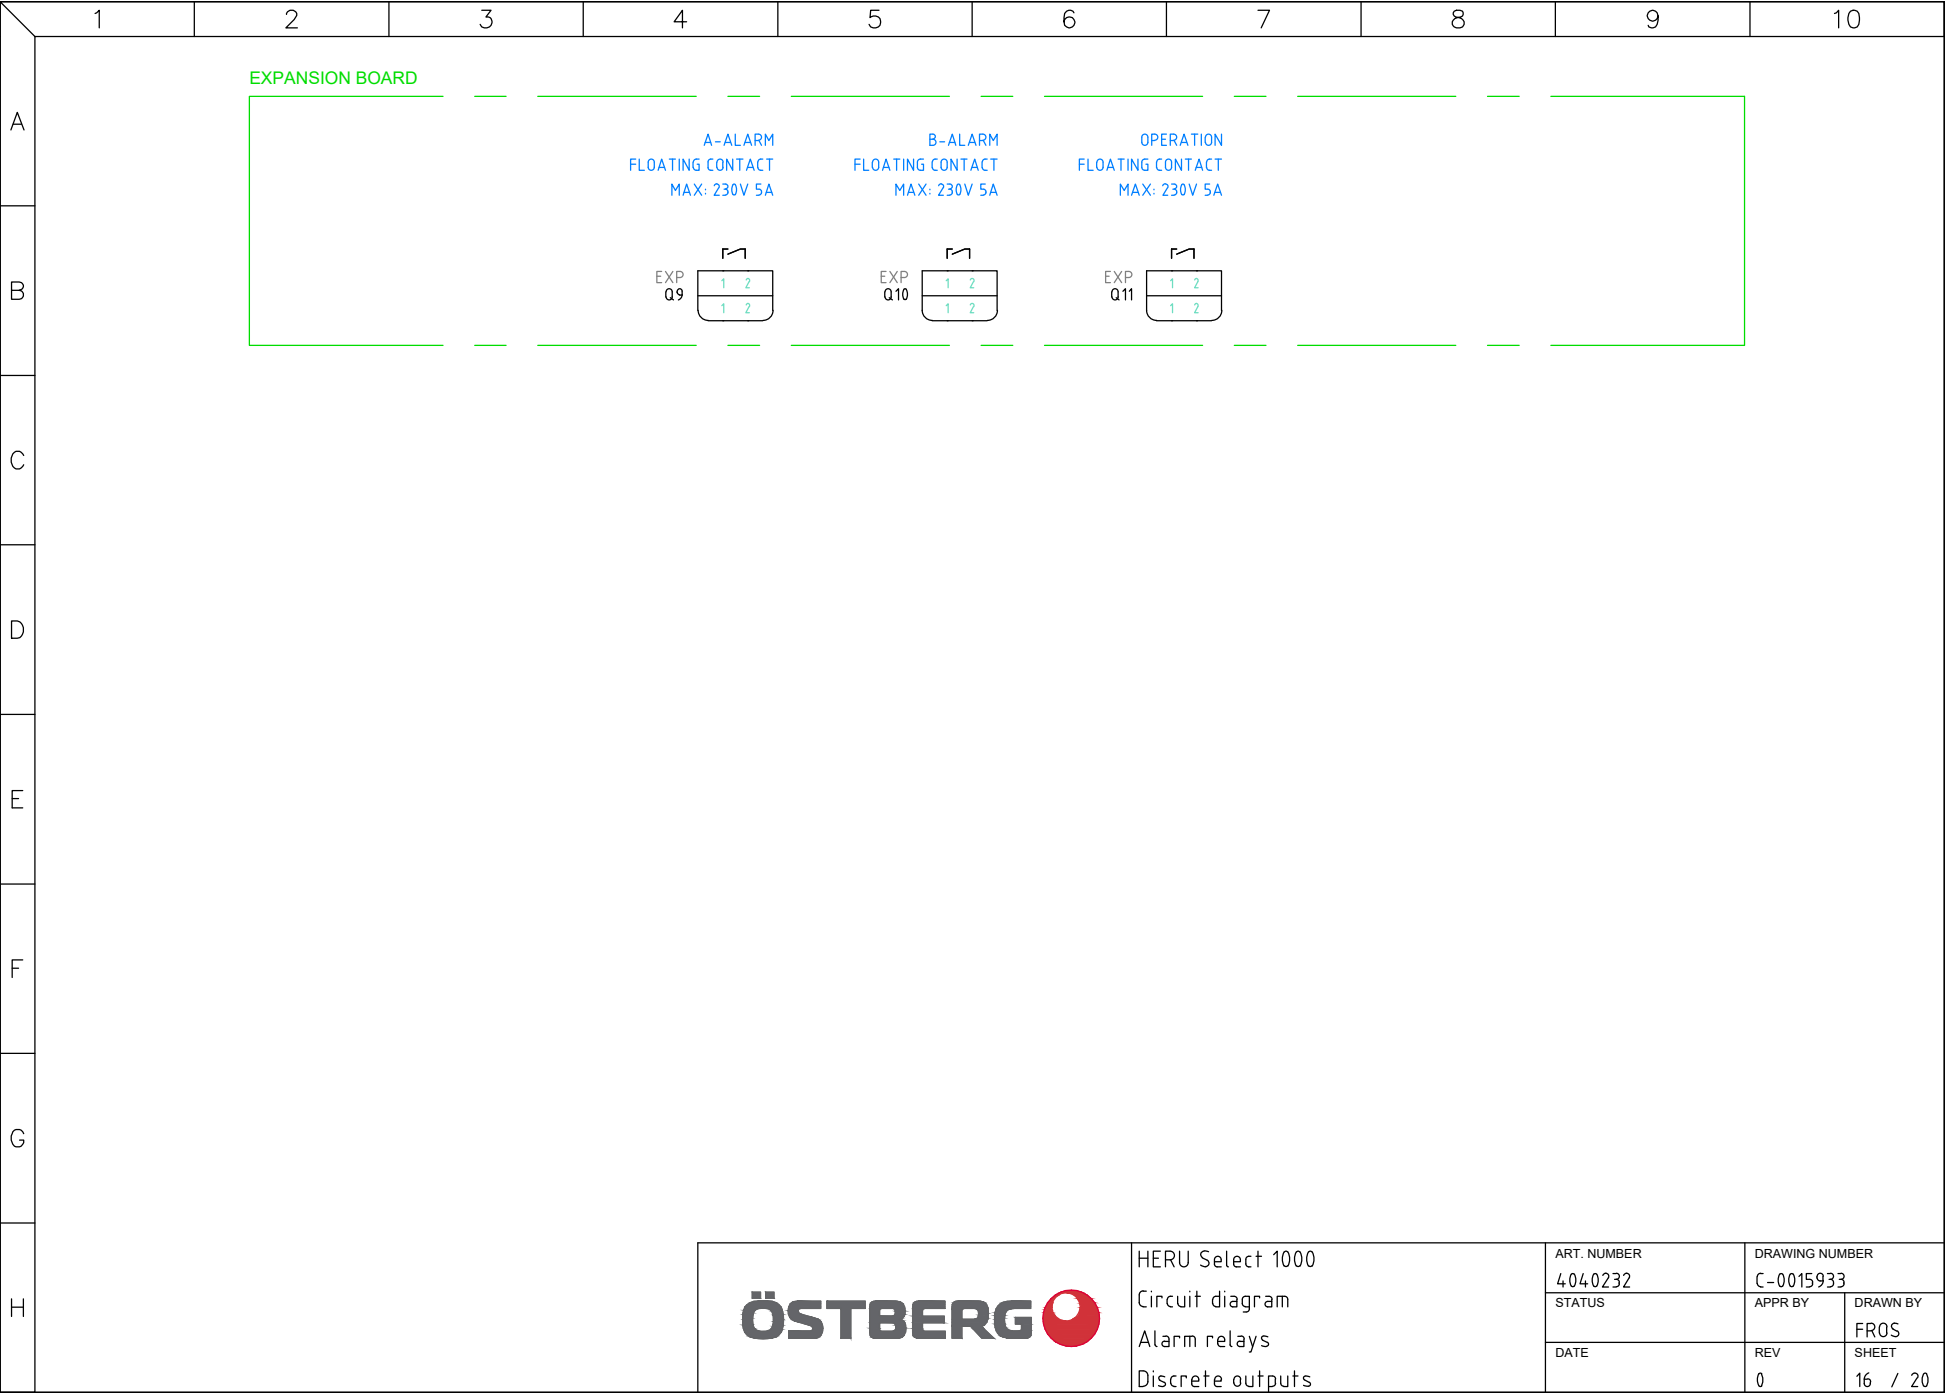 1 2 3 4 5 6 7 8 9 10
EXPANSION BOARD
A
A-ALARM
FLOATING CONTACT
MAX: 230V 5A
B-ALARM
FLOATING CONTACT
MAX: 230V 5A
OPERATION
FLOATING CONTACT
MAX: 230V 5A
B
EXP
Q9
1 2
1 2
EXP
Q10
1 2
1 2
EXP
Q11
1 2
1 2
C
D
E
F
G
H
ÖSTBERG
HERU Select 1000
Circuit diagram
Alarm relays
Discrete outputs
ART. NUMBER
4040232
DRAWING NUMBER
C-0015933
STATUS
APPR BY
DRAWN BY
FROS
DATE
REV
0
SHEET
16 / 20